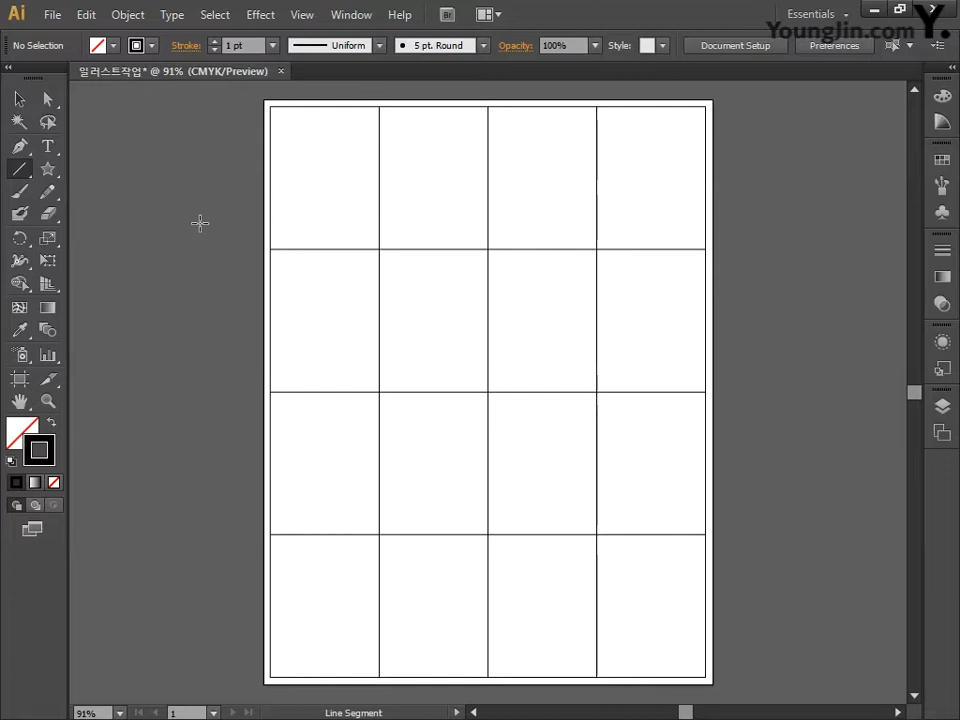 Ai File Edit Object Type Select Effect View Window Help Br Essentials
YoungJin.com Y.
No Selection Stroke: 1 pt Uniform 5 pt. Round Opacity: 100% Style: Document Setup Preferences
일러스트작업* @ 91% (CMYK/Preview) ×
T
91% 1 Line Segment